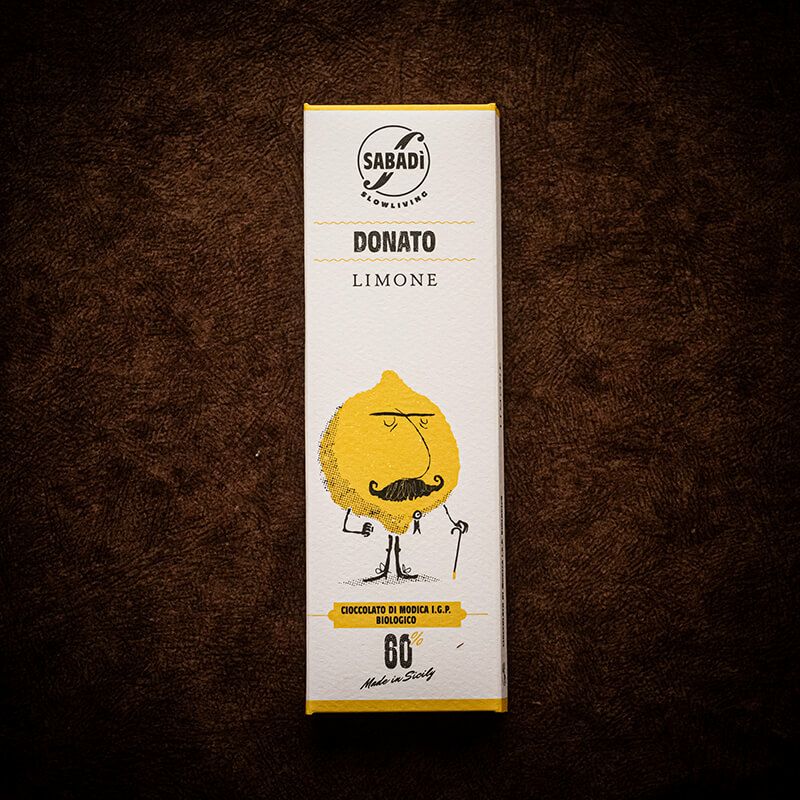 SABADì
SLOWLIVING
DONATO
LIMONE
CIOCCOLATO DI MODICA I.G.P.
BIOLOGICO
60%
Made in Sicily